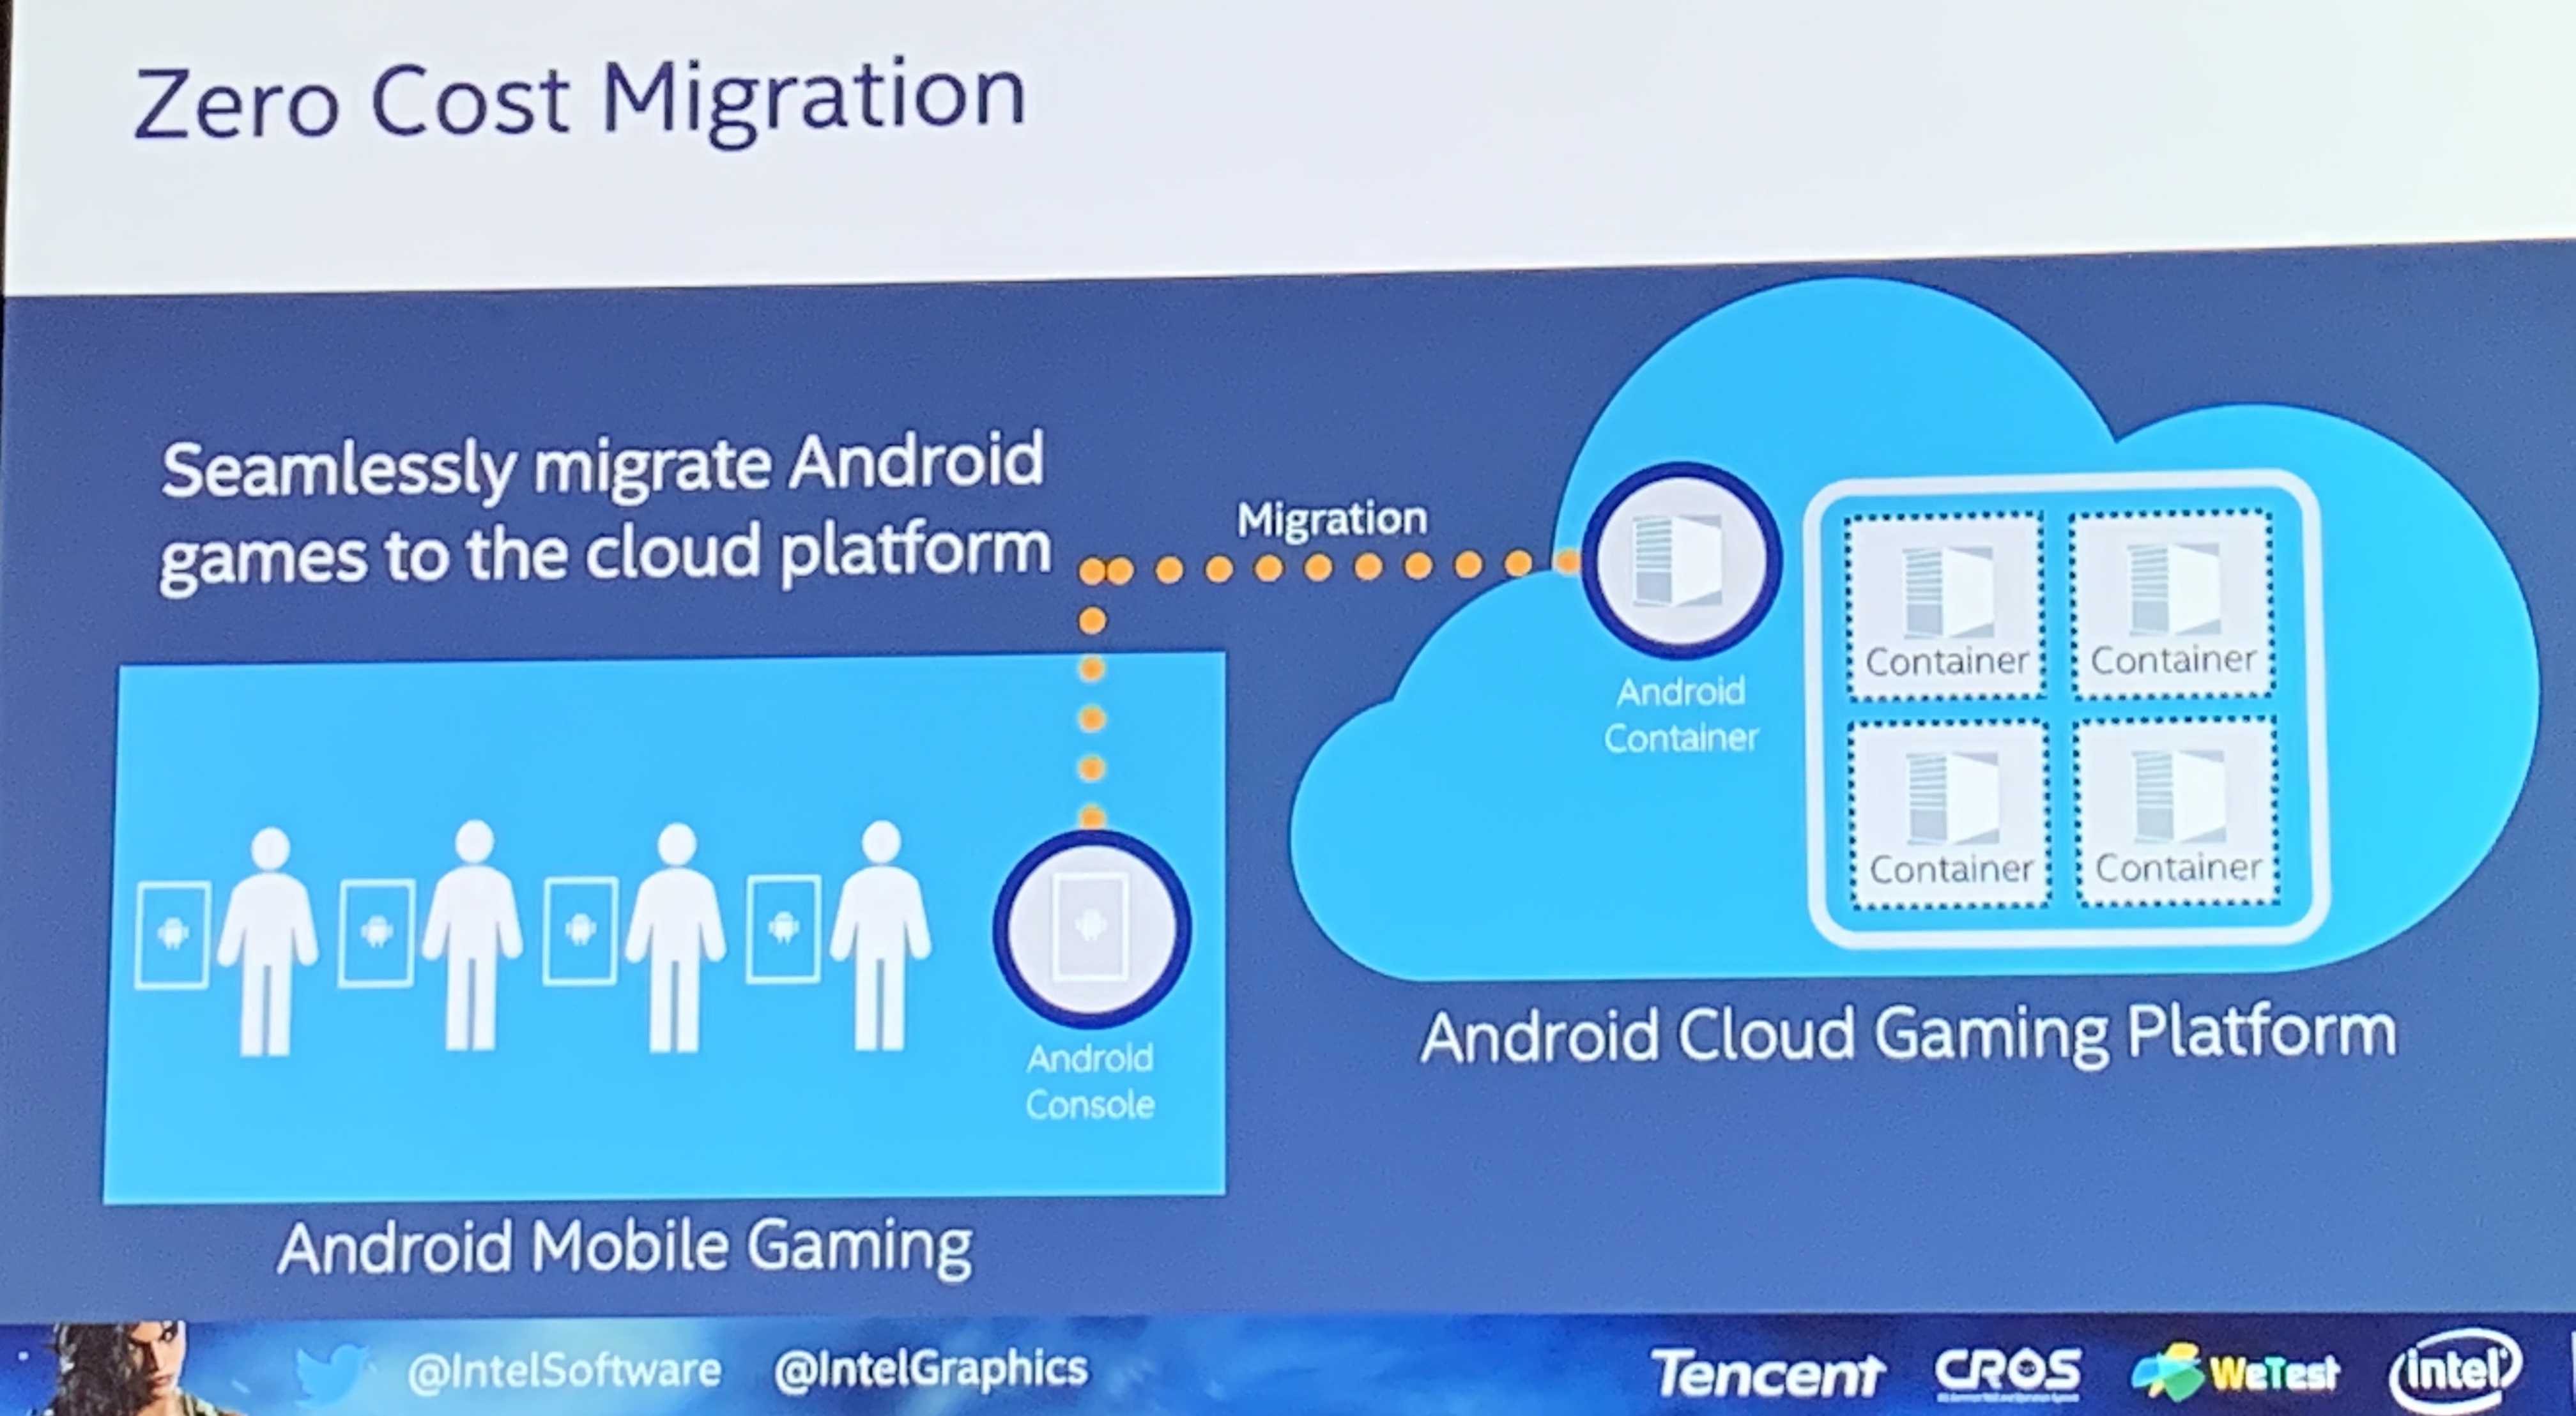 Zero Cost Migration
Seamlessly migrate Android
games to the cloud platform
Migration
Android
Container
Container
Container
Container
Container
Android
Console
Android Mobile Gaming
Android Cloud Gaming Platform
@IntelSoftware @IntelGraphics
Tencent
CROS
WeTest
intel